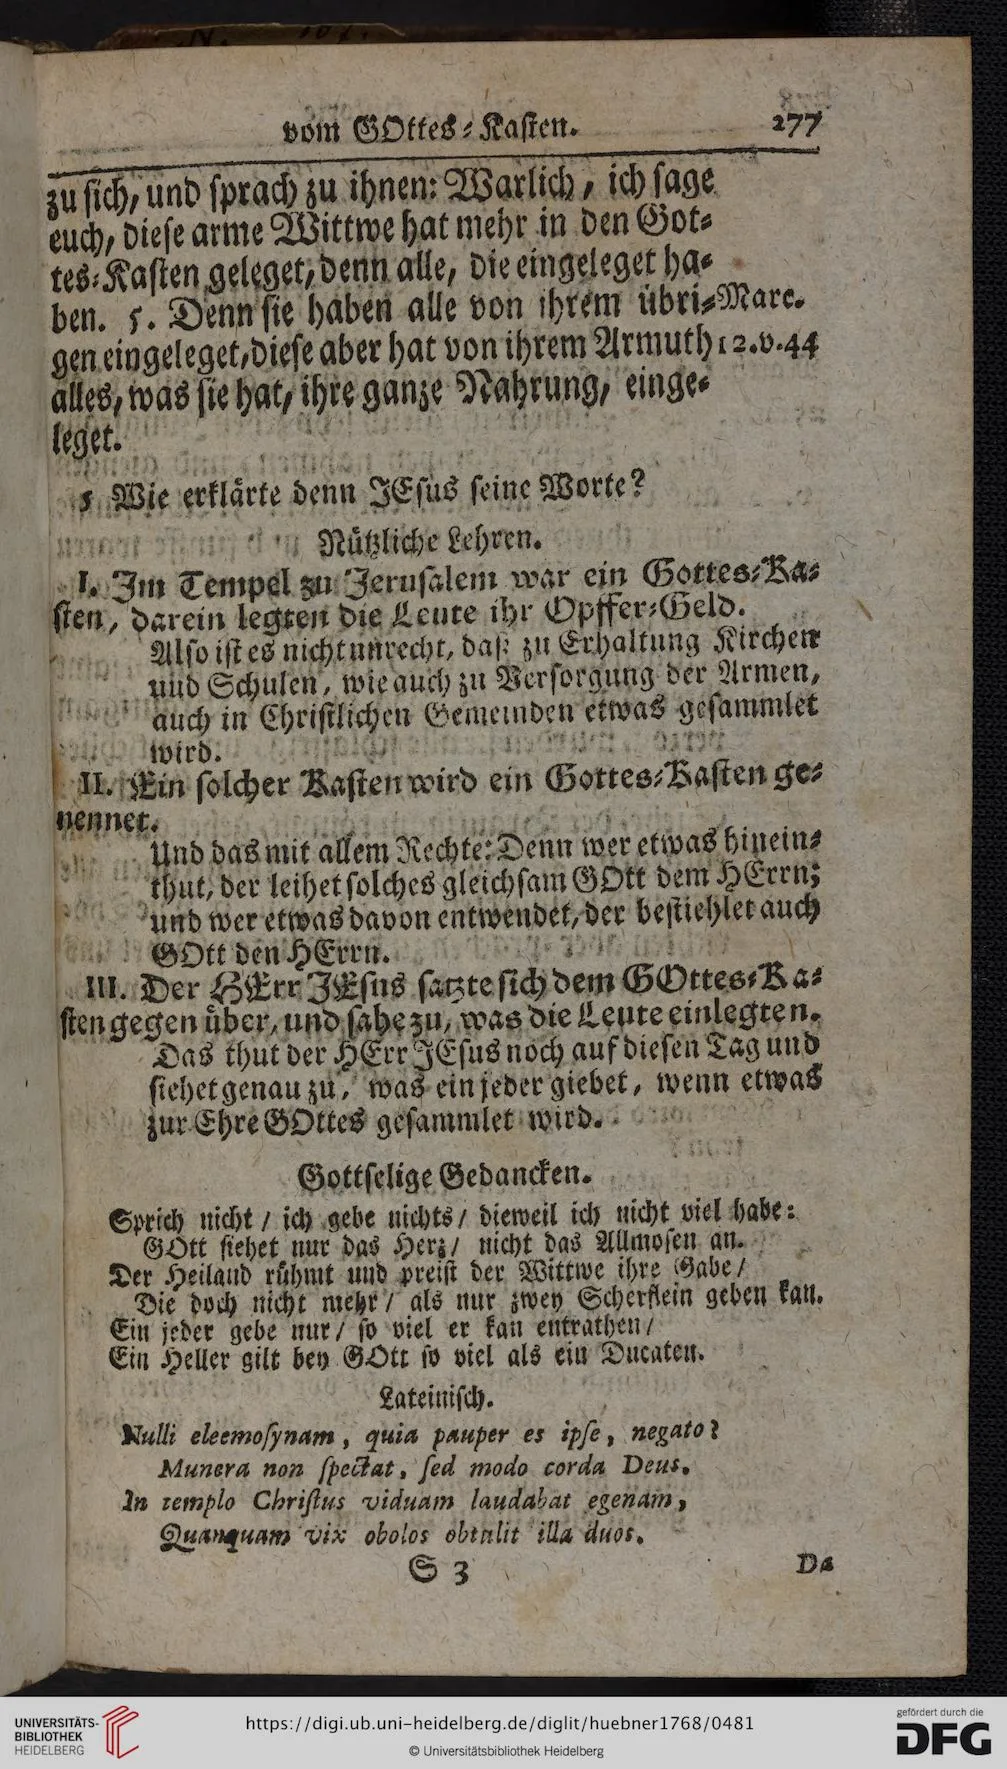 vom GOttes-Kasten. 277
zu sich, und sprach zu ihnen: Warlich, ich sage
euch, diese arme Wittwe hat mehr in den Got-
tes-Kasten geleget, denn alle, die eingeleget ha-
ben. 5. Denn sie haben alle von ihrem übri- Marc.
gen eingeleget, diese aber hat von ihrem Armuth 12. v. 44
alles, was sie hat, ihre ganze Nahrung, einge-
leget.
5 Wie erklärte denn JEsus seine Worte?
Nützliche Lehren.
I. Im Tempel zu Jerusalem war ein Gottes-Ka-
sten, darein legten die Leute ihr Opffer-Geld.
Also ist es nicht unrecht, daß zu Erhaltung Kirchen
und Schulen, wie auch zu Versorgung der Armen,
auch in Christlichen Gemeinden etwas gesammlet
wird.
II. Ein solcher Kasten wird ein Gottes-Kasten ge-
nennet.
Und das mit allem Rechte: Denn wer etwas hinein-
thut, der leihet solches gleichsam GOtt dem HErrn;
und wer etwas davon entwendet, der bestiehlet auch
GOtt den HErrn.
III. Der HErr JEsus satzte sich dem GOttes-Ka-
sten gegen über, und sahe zu, was die Leute einlegten.
Das thut der HErr JEsus noch auf diesen Tag und
siehet genau zu, was ein jeder giebet, wenn etwas
zur Ehre GOttes gesammlet wird.
Gottselige Gedancken.
Sprich nicht / ich gebe nichts / dieweil ich nicht viel habe:
GOtt siehet nur das Herz / nicht das Allmosen an.
Der Heiland rühmt und preist der Wittwe ihre Gabe /
Die doch nicht mehr / als nur zwey Scherflein geben kan.
Ein jeder gebe nur / so viel er kan entrathen /
Ein Heller gilt bey GOtt so viel als ein Ducaten.
Lateinisch.
Nulli eleemosynam, quia pauper es ipse, negato?
Munera non spectat, sed modo corda Deus.
In templo Christus viduam laudabat egenam,
Quanquam vix obolos obtulit illa duos.
S 3 Da
UNIVERSITÄTS-
BIBLIOTHEK
HEIDELBERG
https://digi.ub.uni-heidelberg.de/diglit/huebner1768/0481
© Universitätsbibliothek Heidelberg
gefördert durch die
DFG